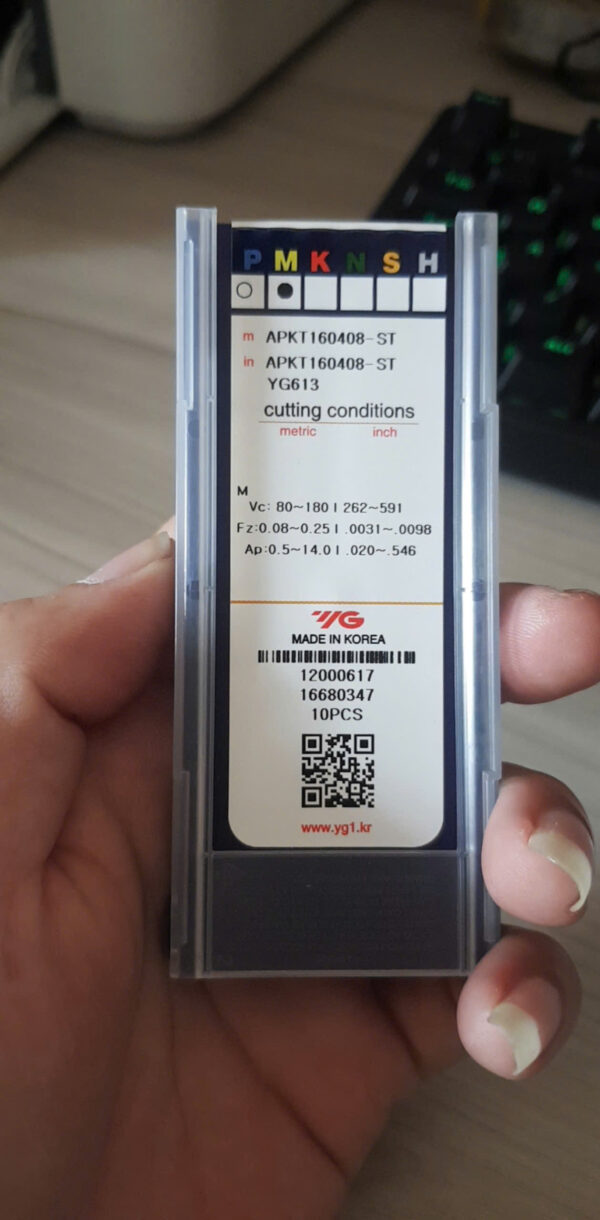 P M K N S H
m APKT160408-ST
in APKT160408-ST
YG613
cutting conditions
metric inch
M
Vc: 80~180 | 262~591
Fz:0.08~0.25 | .0031~.0098
Ap:0.5~14.0 | .020~.546
YG
MADE IN KOREA
12000617
16680347
10PCS
www.yg1.kr